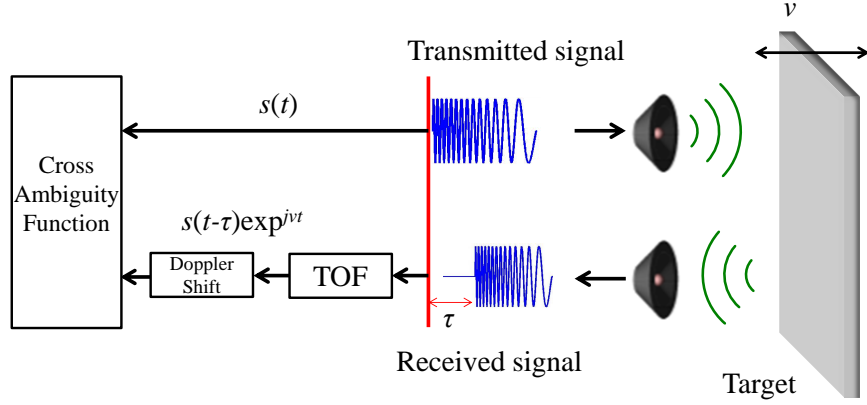 v
Transmitted signal
s(t)
Cross
Ambiguity
Function
s(t-τ)exp^{jvt}
Doppler
Shift
TOF
τ
Received signal
Target